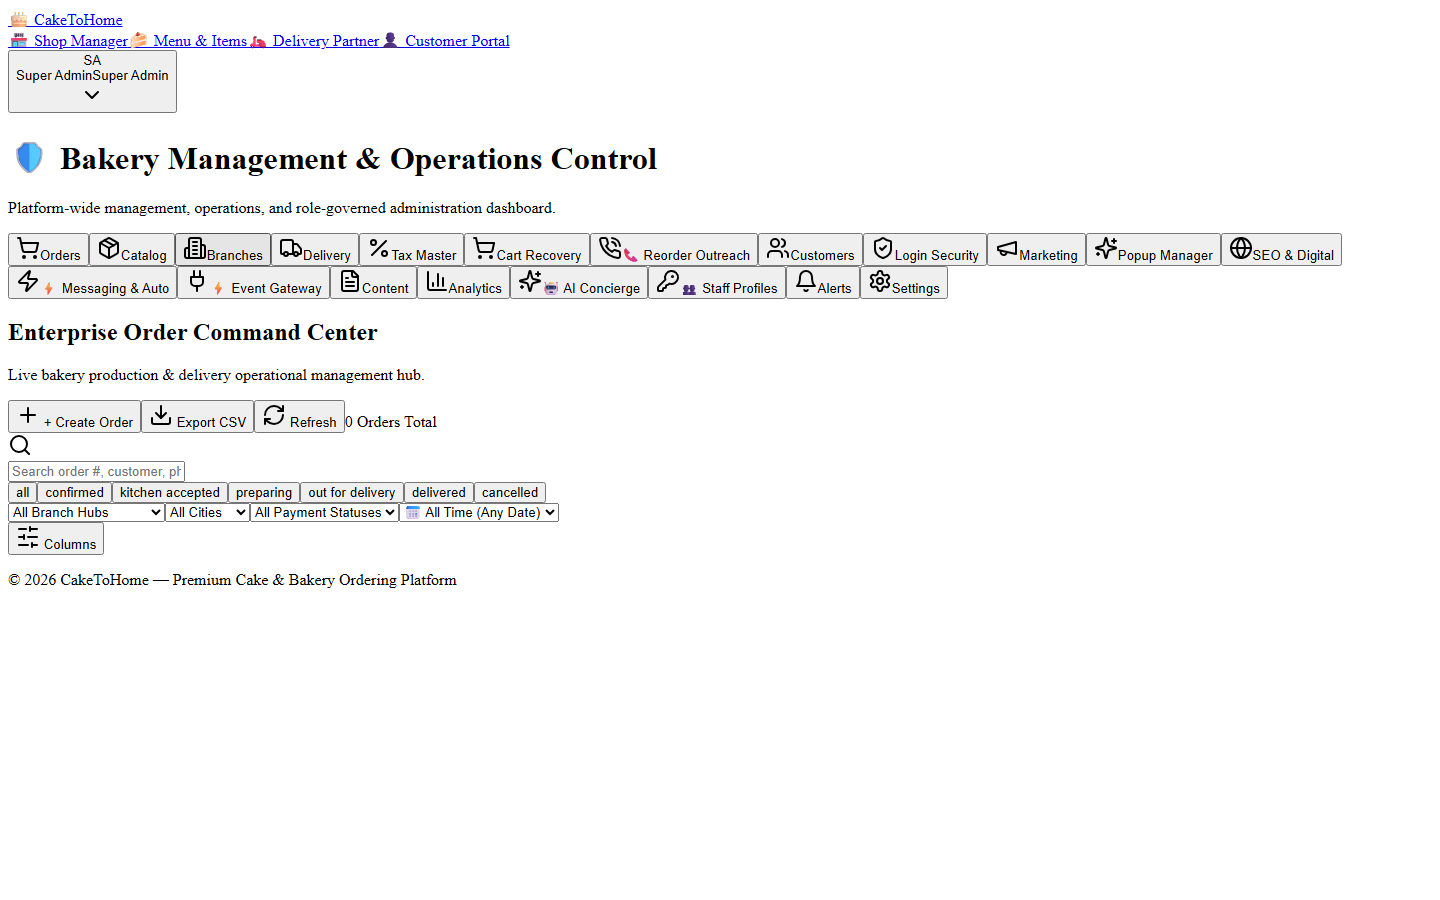 CakeToHome
Shop Manager Menu & Items Delivery Partner Customer Portal
SA
Super AdminSuper Admin
Bakery Management & Operations Control
Platform-wide management, operations, and role-governed administration dashboard.
Orders Catalog Branches Delivery Tax Master Cart Recovery Reorder Outreach Customers Login Security Marketing Popup Manager SEO & Digital
Messaging & Auto Event Gateway Content Analytics AI Concierge Staff Profiles Alerts Settings
Enterprise Order Command Center
Live bakery production & delivery operational management hub.
+ Create Order Export CSV Refresh 0 Orders Total
Search order #, customer, ph
all confirmed kitchen accepted preparing out for delivery delivered cancelled
All Branch Hubs All Cities All Payment Statuses All Time (Any Date)
Columns
© 2026 CakeToHome — Premium Cake & Bakery Ordering Platform